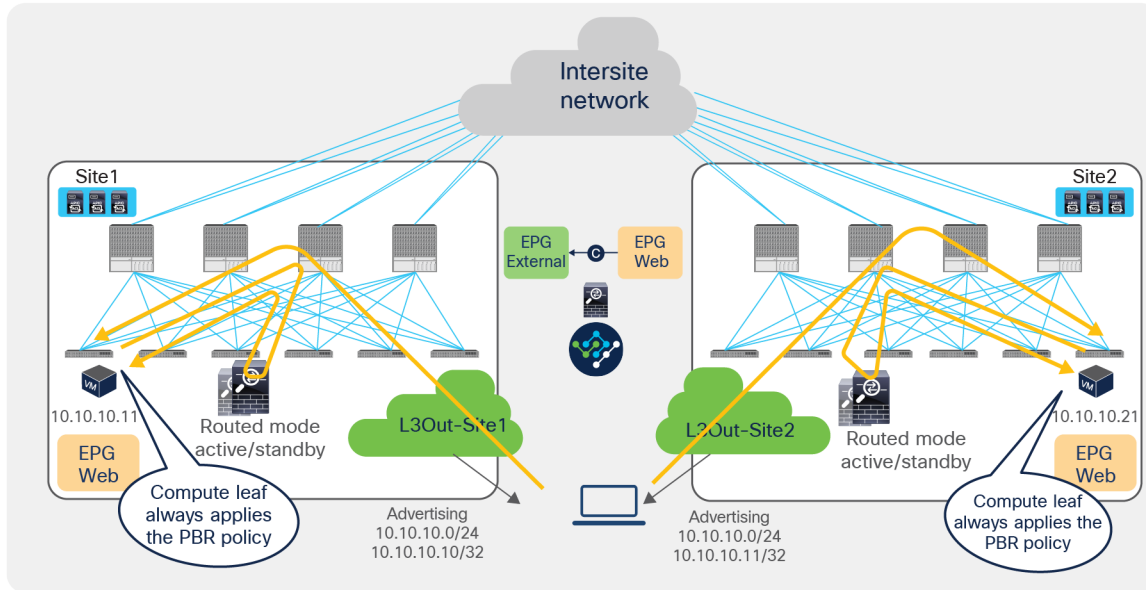 Intersite
network
Site1
Site2
EPG
External
C
EPG
Web
VM
10.10.10.11
EPG
Web
Routed mode
active/standby
L3Out-Site1
L3Out-Site2
Routed mode
active/standby
VM
10.10.10.21
EPG
Web
Compute leaf
always applies
the PBR policy
Advertising
10.10.10.0/24
10.10.10.10/32
Advertising
10.10.10.0/24
10.10.10.11/32
Compute leaf
always applies the
PBR policy